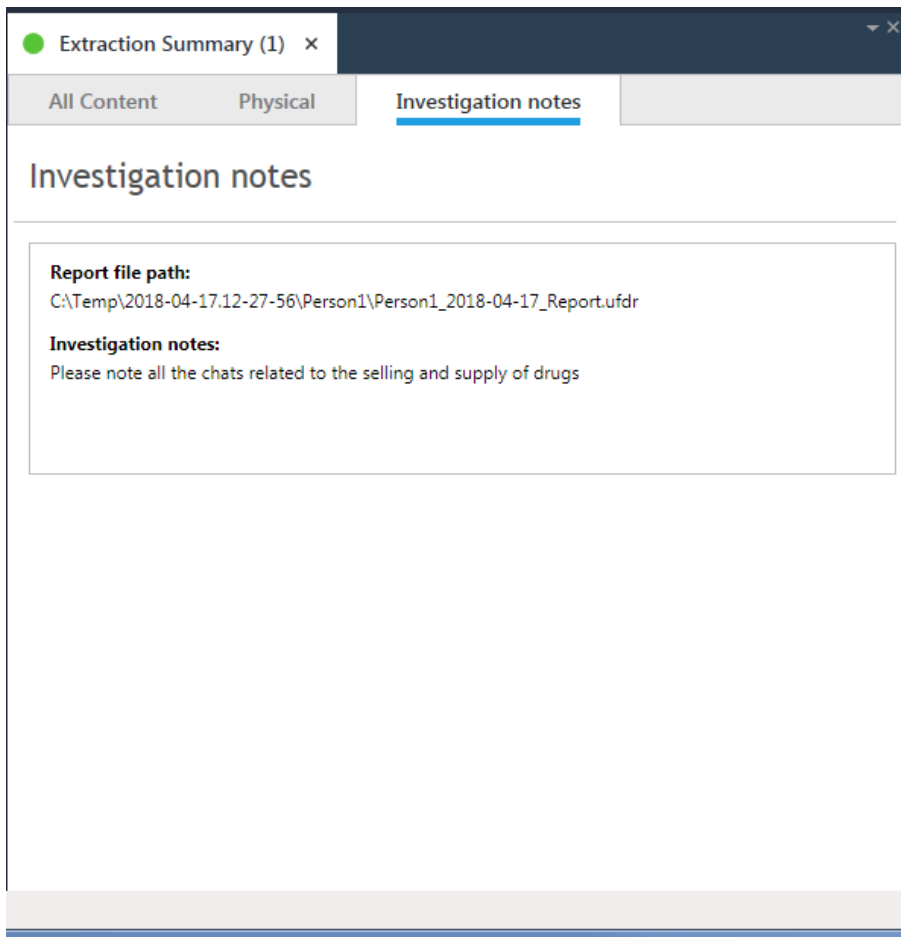 Extraction Summary (1)
All Content Physical Investigation notes
Investigation notes
Report file path:
C:\Temp\2018-04-17.12-27-56\Person1\Person1_2018-04-17_Report.ufdr
Investigation notes:
Please note all the chats related to the selling and supply of drugs